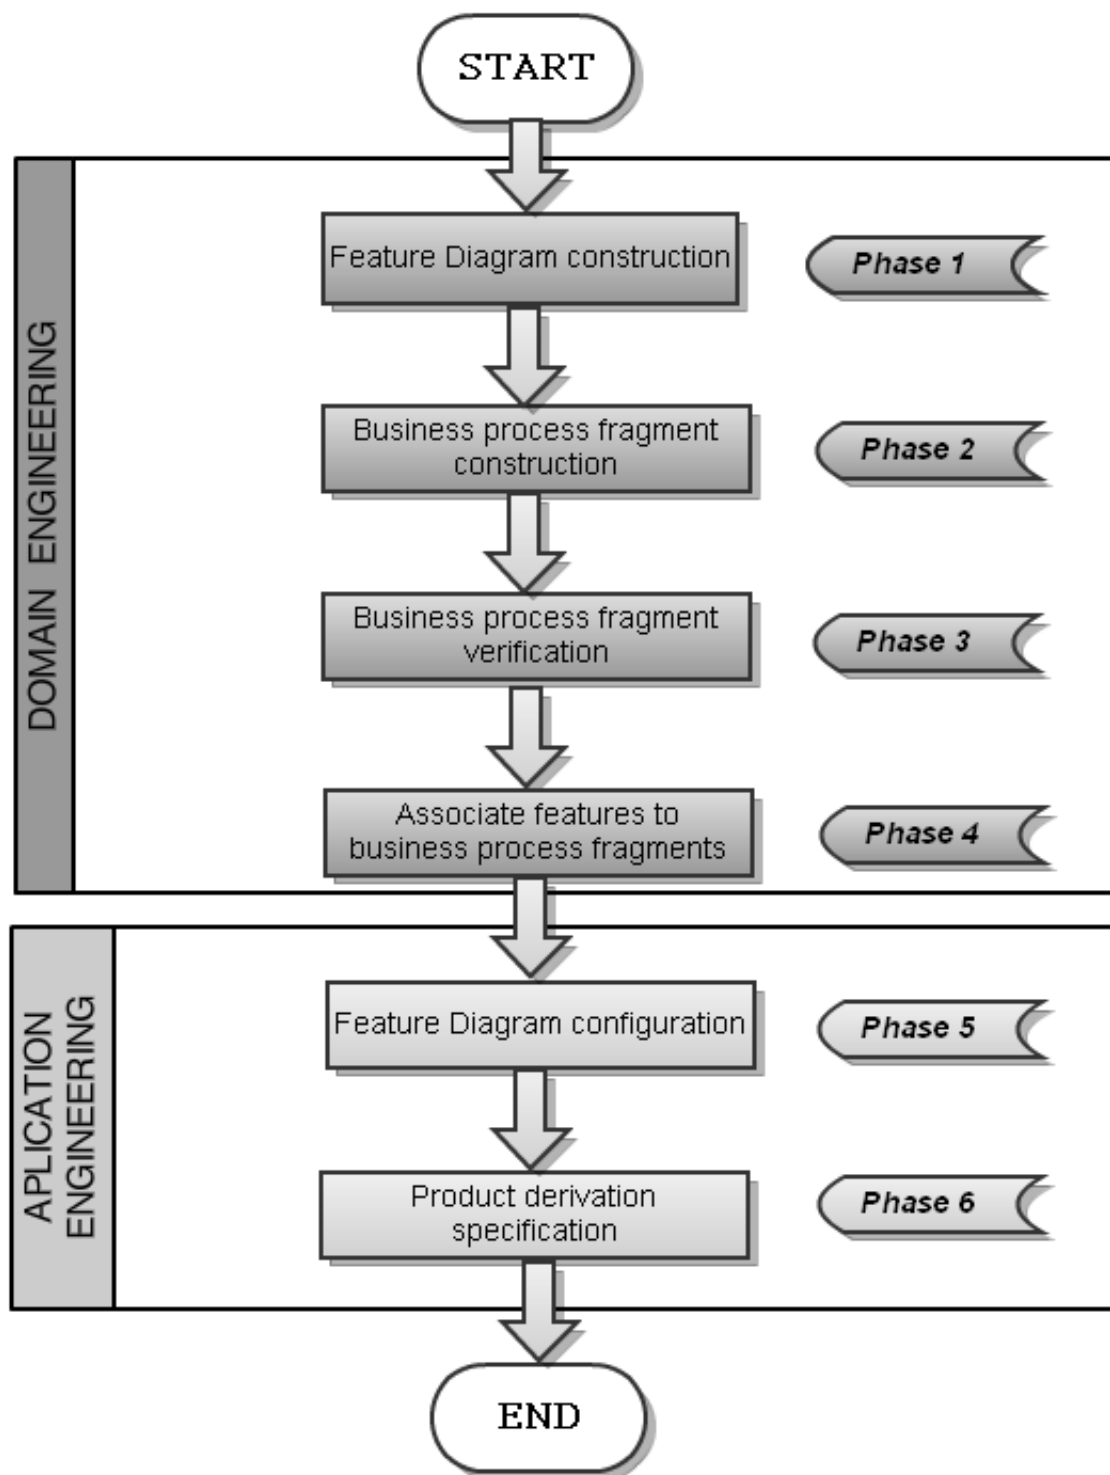 START
DOMAIN ENGINEERING
Feature Diagram construction
Phase 1
Business process fragment
construction
Phase 2
Business process fragment
verification
Phase 3
Associate features to
business process fragments
Phase 4
APLICATION
ENGINEERING
Feature Diagram configuration
Phase 5
Product derivation
specification
Phase 6
END